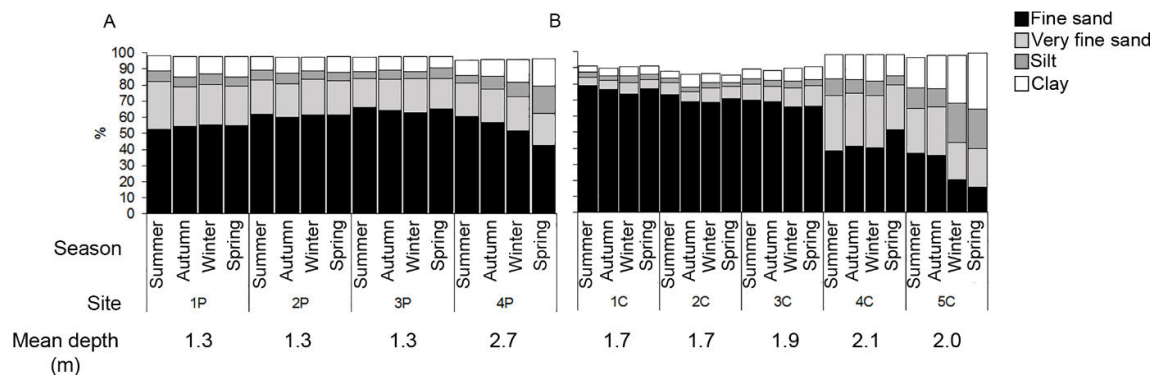 A
B
Fine sand
Very fine sand
Silt
Clay
100
90
80
70
60
50
40
30
20
10
0
%
Season
Summer Autumn Winter Spring Summer Autumn Winter Spring Summer Autumn Winter Spring Summer Autumn Winter Spring
Summer Autumn Winter Spring Summer Autumn Winter Spring Summer Autumn Winter Spring Summer Autumn Winter Spring Summer Autumn Winter Spring
Site 1P 2P 3P 4P 1C 2C 3C 4C 5C
Mean depth 1.3 1.3 1.3 2.7 1.7 1.7 1.9 2.1 2.0
(m)